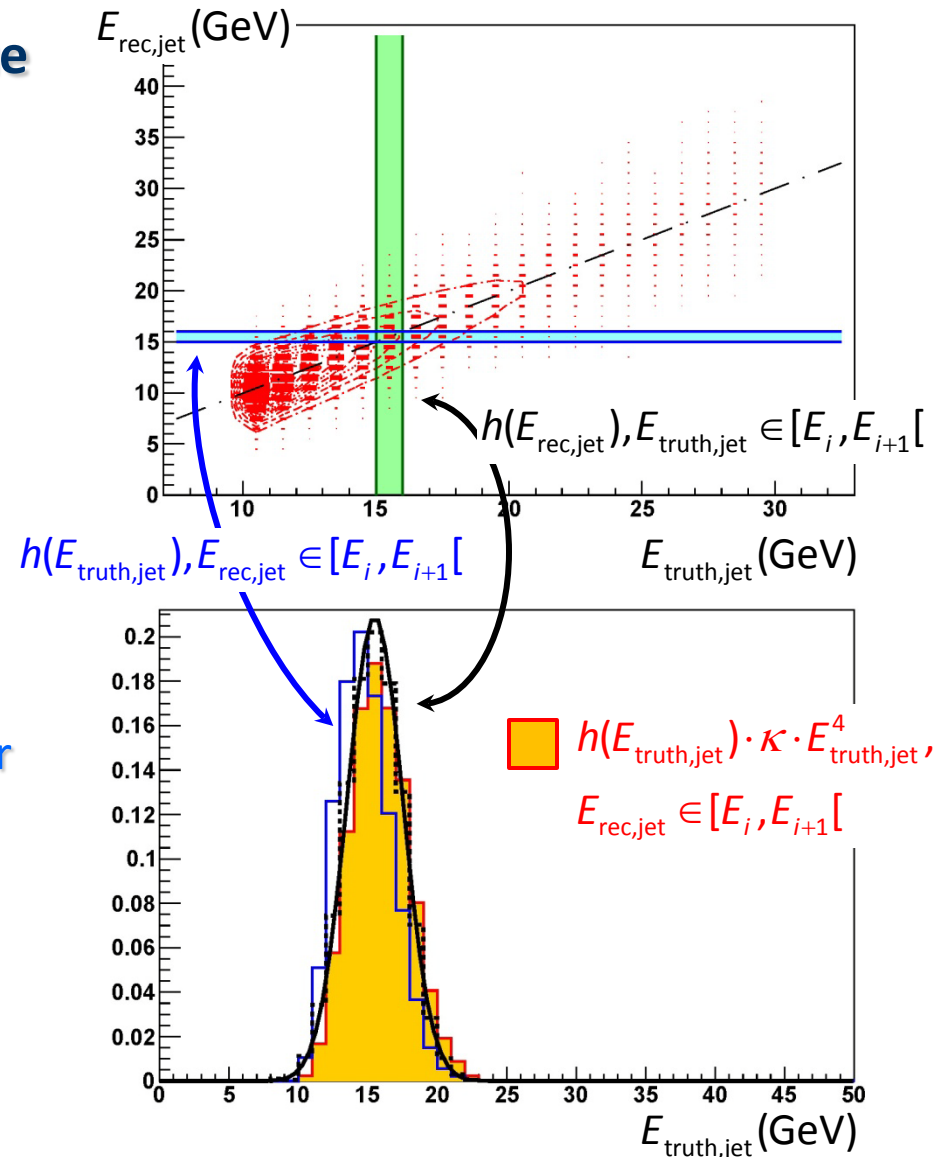 E_rec,jet (GeV)
e
40
35
30
25
20
15
10
5
0
10 15 20 25 30
h(E_rec,jet), E_truth,jet ∈ [E_i, E_i+1[
h(E_truth,jet), E_rec,jet ∈ [E_i, E_i+1[
E_truth,jet (GeV)
0.2
0.18
0.16
0.14
0.12
0.1
0.08
0.06
0.04
0.02
0
r
h(E_truth,jet) · κ · E^4_truth,jet,
E_rec,jet ∈ [E_i, E_i+1[
0 5 10 15 20 25 30 35 40 45 50
E_truth,jet (GeV)